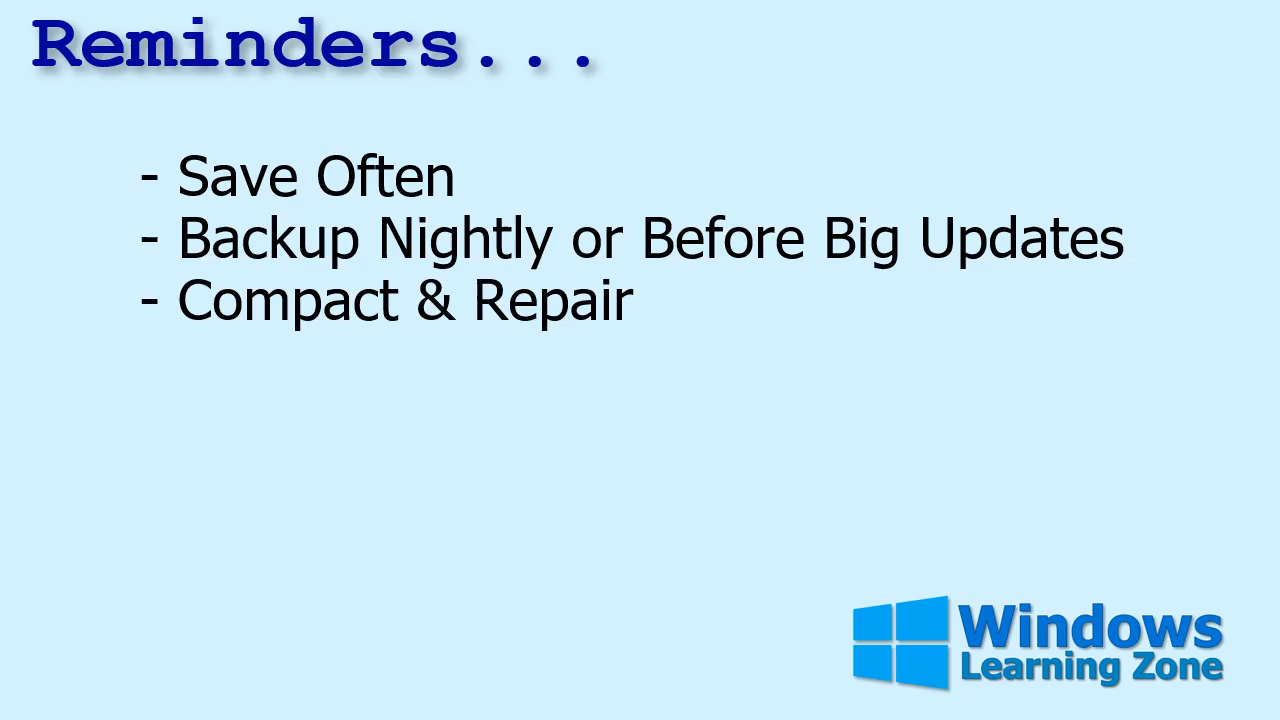 Reminders...
- Save Often
- Backup Nightly or Before Big Updates
- Compact & Repair
Windows
Learning Zone